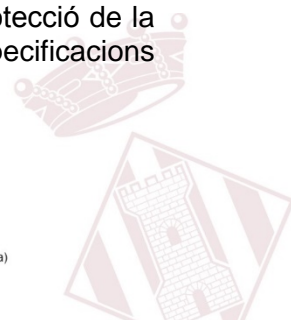 otecció de la
pecificacions
a)